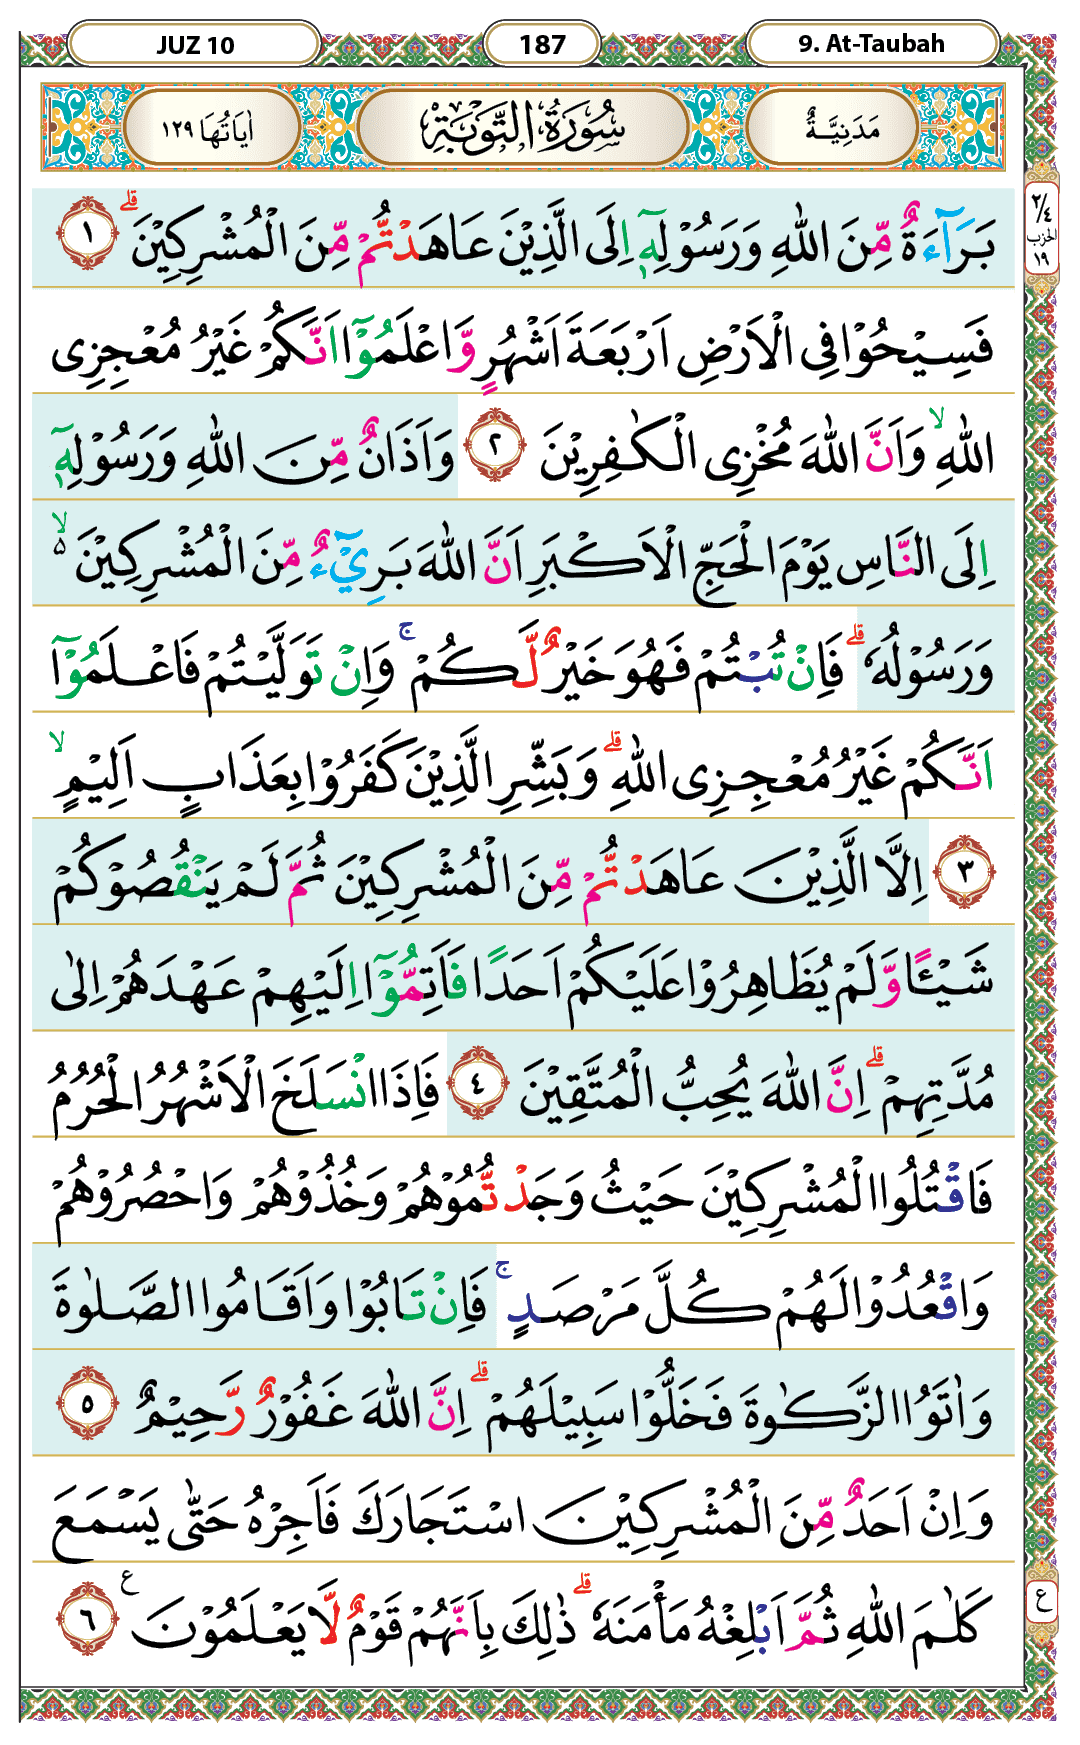 JUZ 10
187
9. At-Taubah
مَدَنِيَّةٌ
سُوْرَةُ التَّوْبَةِ
اٰيَاتُهَا ١٢٩
بَرَاۤءَةٌ مِّنَ اللّٰهِ وَرَسُوْلِهٖٓ اِلَى الَّذِيْنَ عَاهَدْتُّمْ مِّنَ الْمُشْرِكِيْنَۗ ١
فَسِيْحُوْا فِى الْاَرْضِ اَرْبَعَةَ اَشْهُرٍ وَّاعْلَمُوْٓا اَنَّكُمْ غَيْرُ مُعْجِزِى
اللّٰهِ ۙوَاَنَّ اللّٰهَ مُخْزِى الْكٰفِرِيْنَ ٢ وَاَذَانٌ مِّنَ اللّٰهِ وَرَسُوْلِهٖٓ
اِلَى النَّاسِ يَوْمَ الْحَجِّ الْاَكْبَرِ اَنَّ اللّٰهَ بَرِيْۤءٌ مِّنَ الْمُشْرِكِيْنَ ۙ۵
وَرَسُوْلُهٗ ۗفَاِنْ تُبْتُمْ فَهُوَ خَيْرٌ لَّكُمْ ۚوَاِنْ تَوَلَّيْتُمْ فَاعْلَمُوْٓا
اَنَّكُمْ غَيْرُ مُعْجِزِى اللّٰهِ ۗوَبَشِّرِ الَّذِيْنَ كَفَرُوْا بِعَذَابٍ اَلِيْمٍۙ
٣ اِلَّا الَّذِيْنَ عَاهَدْتُّمْ مِّنَ الْمُشْرِكِيْنَ ثُمَّ لَمْ يَنْقُصُوْكُمْ
شَيْـًٔا وَّلَمْ يُظَاهِرُوْا عَلَيْكُمْ اَحَدًا فَاَتِمُّوْٓا اِلَيْهِمْ عَهْدَهُمْ اِلٰى
مُدَّتِهِمْۗ اِنَّ اللّٰهَ يُحِبُّ الْمُتَّقِيْنَ ٤ فَاِذَا انْسَلَخَ الْاَشْهُرُ الْحُرُمُ
فَاقْتُلُوا الْمُشْرِكِيْنَ حَيْثُ وَجَدْتُّمُوْهُمْ وَخُذُوْهُمْ وَاحْصُرُوْهُمْ
وَاقْعُدُوْا لَهُمْ كُلَّ مَرْصَدٍۚ فَاِنْ تَابُوْا وَاَقَامُوا الصَّلٰوةَ
وَاٰتَوُا الزَّكٰوةَ فَخَلُّوْا سَبِيْلَهُمْۗ اِنَّ اللّٰهَ غَفُوْرٌ رَّحِيْمٌ ٥
وَاِنْ اَحَدٌ مِّنَ الْمُشْرِكِيْنَ اسْتَجَارَكَ فَاَجِرْهُ حَتّٰى يَسْمَعَ
كَلٰمَ اللّٰهِ ثُمَّ اَبْلِغْهُ مَأْمَنَهٗ ۗذٰلِكَ بِاَنَّهُمْ قَوْمٌ لَّا يَعْلَمُوْنَ ࣖ ٦
٢/٤
الحزب
١٩
ع